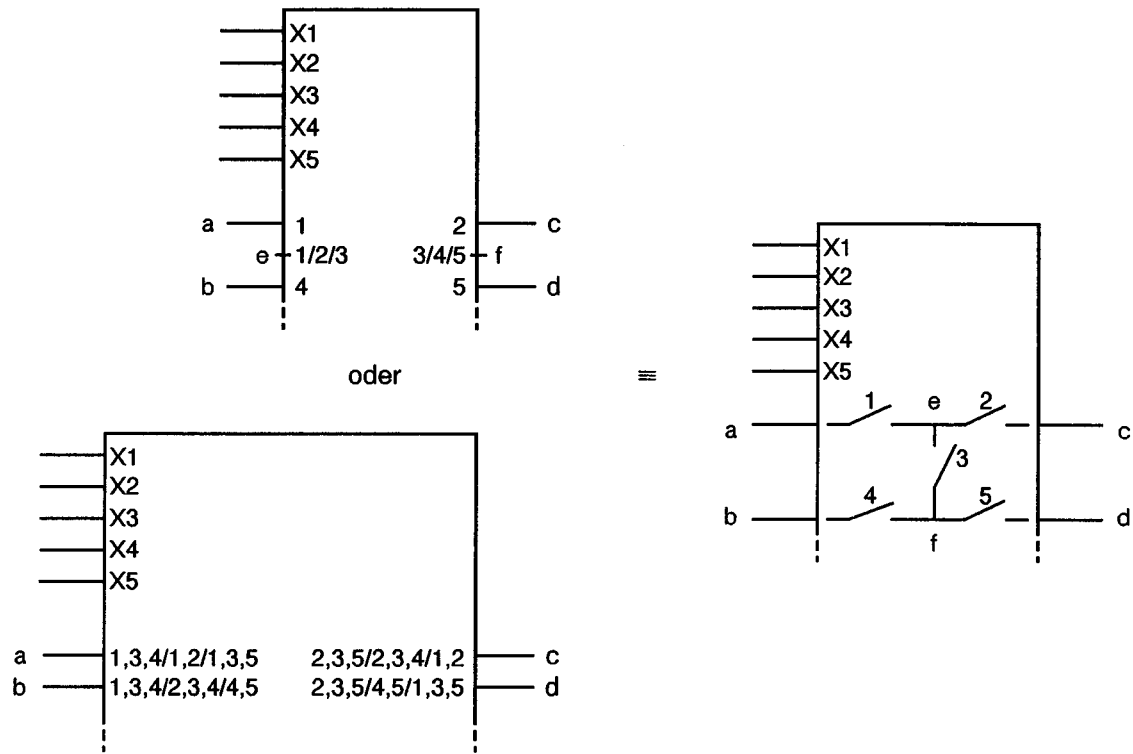 X1
X2
X3
X4
X5
a 1 2 c
e 1/2/3 3/4/5 f
b 4 5 d
oder
≡
X1
X2
X3
X4
X5
a 1,3,4/1,2/1,3,5 2,3,5/2,3,4/1,2 c
b 1,3,4/2,3,4/4,5 2,3,5/4,5/1,3,5 d
X1
X2
X3
X4
X5
1 e 2
a c
3
4 5
b d
f